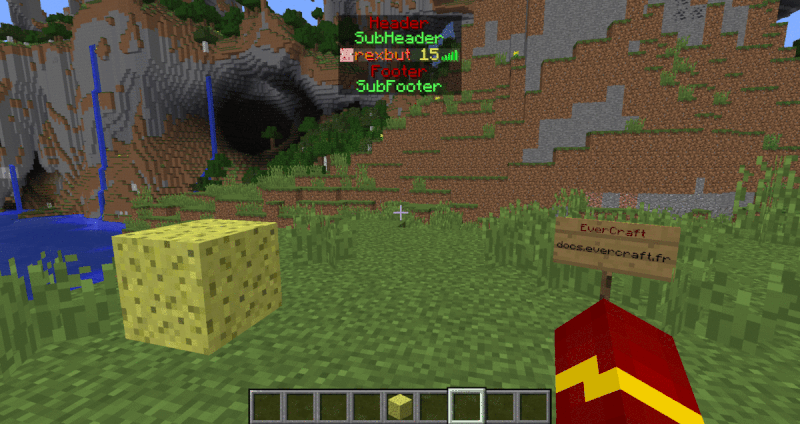 Header
SubHeader
rexbut 15
Footer
SubFooter
EverCraft
docs.evercraft.fr